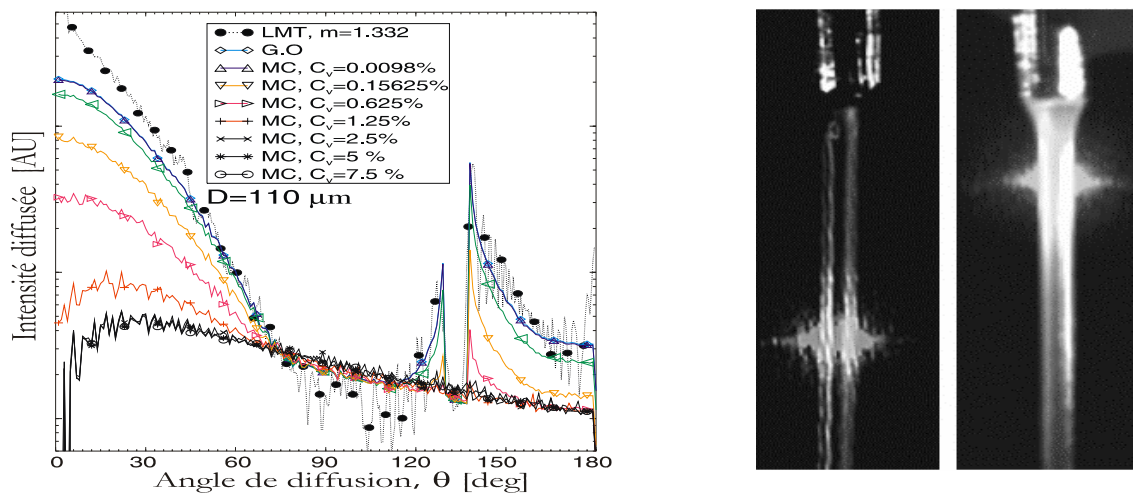 LMT, m=1.332
G.O
MC, Cv=0.0098%
MC, Cv=0.15625%
MC, Cv=0.625%
MC, Cv=1.25%
MC, Cv=2.5%
MC, Cv=5 %
MC, Cv=7.5 %
D=110 μm
Intensité diffusée [AU]
0 30 60 90 120 150 180
Angle de diffusion, θ [deg]